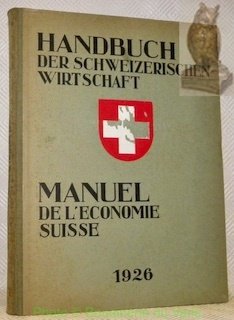 HANDBUCH
DER SCHWEIZERISCHEN
WIRTSCHAFT
MANUEL
DE L'ECONOMIE
SUISSE
1926